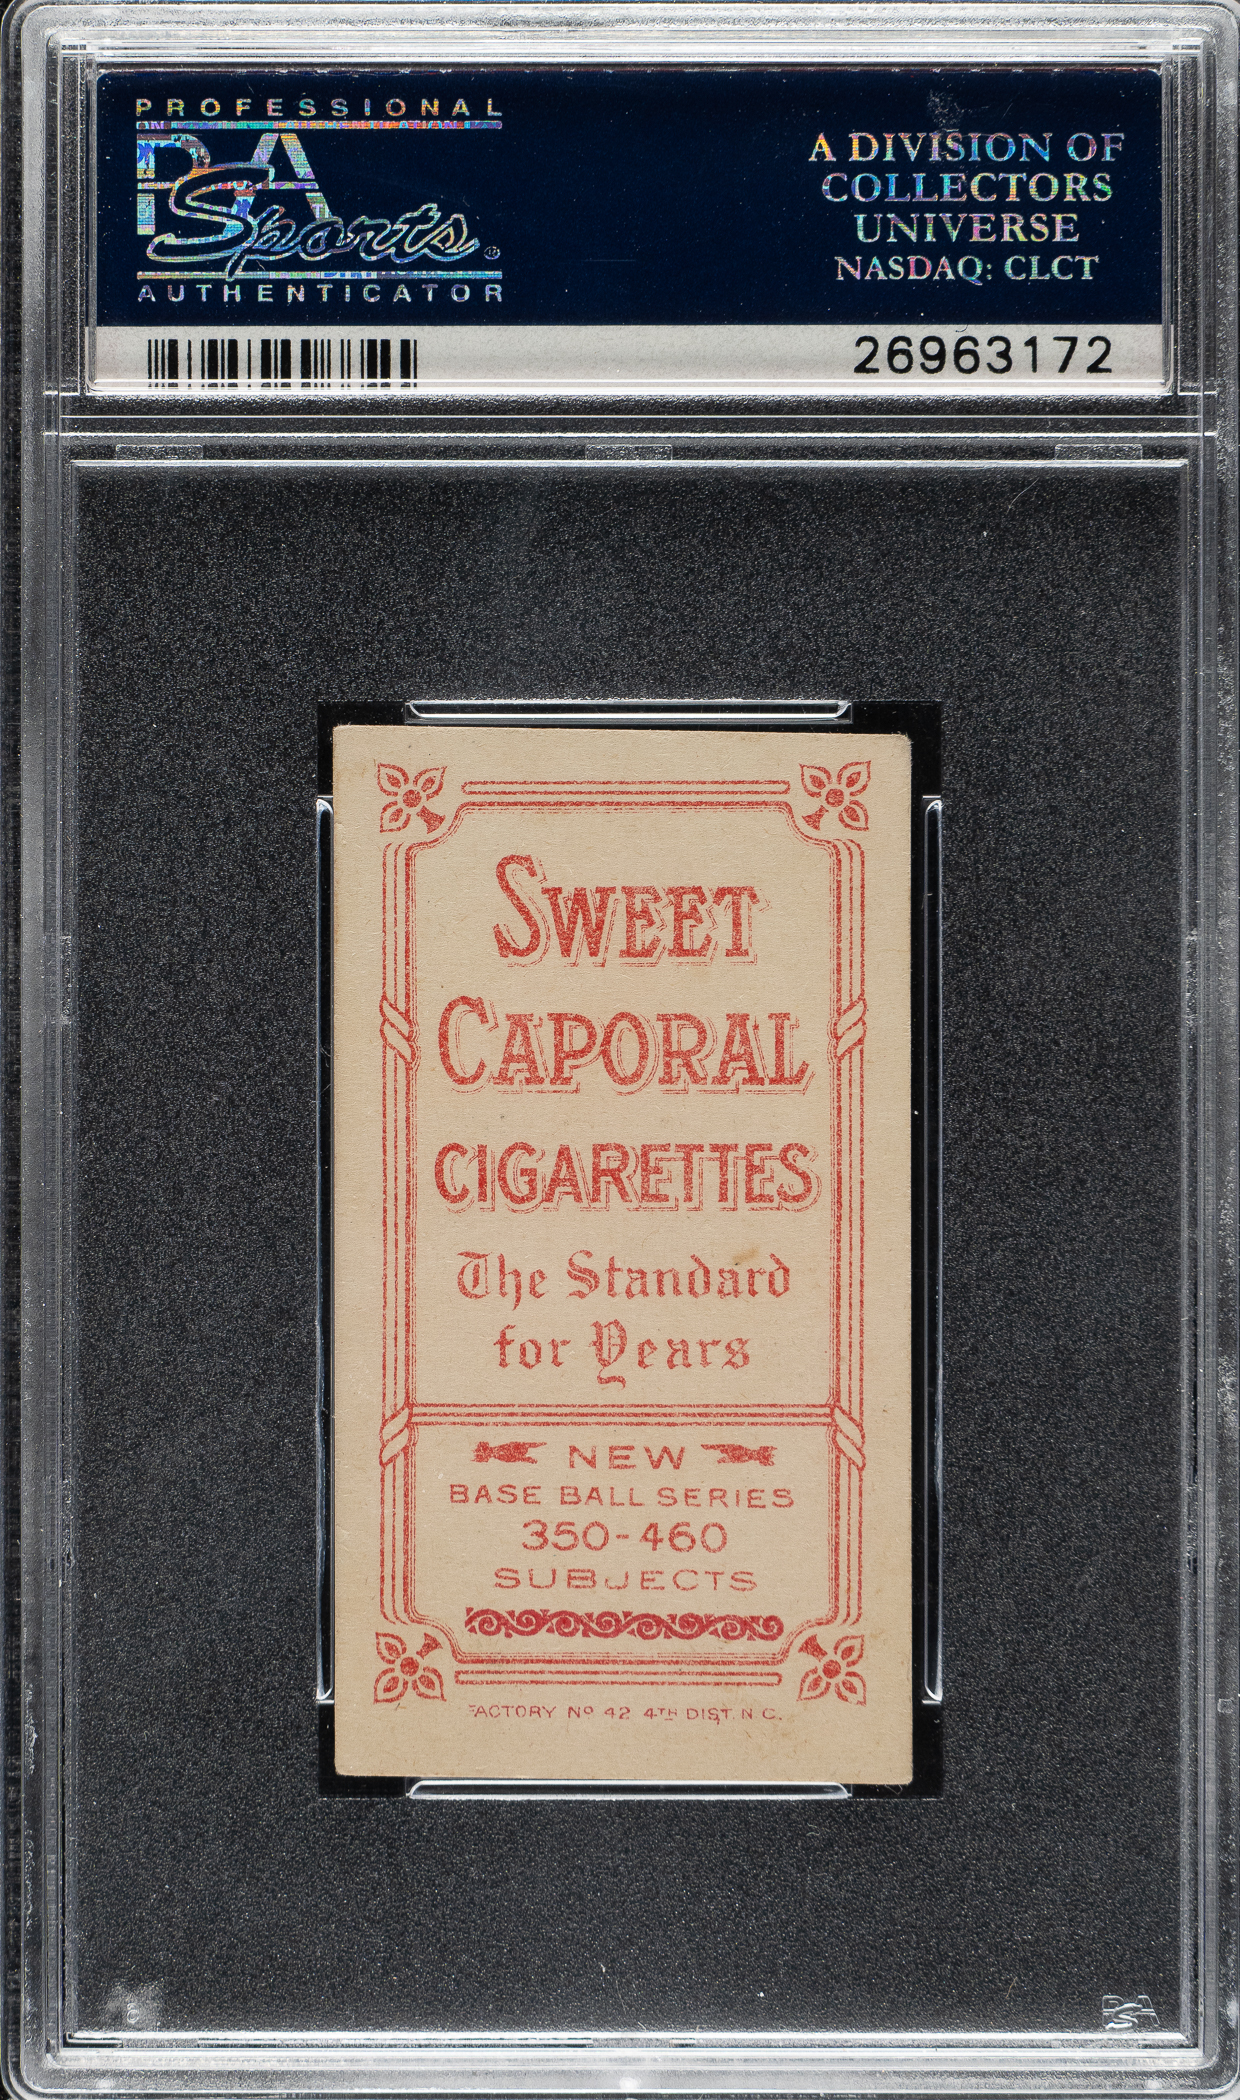 PROFESSIONAL
PSA
Sports
AUTHENTICATOR
A DIVISION OF
COLLECTORS
UNIVERSE
NASDAQ: CLCT
26963172
SWEET
CAPORAL
CIGARETTES
The Standard
for Years
NEW
BASE BALL SERIES
350-460
SUBJECTS
FACTORY No 42 4TH DIST. N.C.
PSA